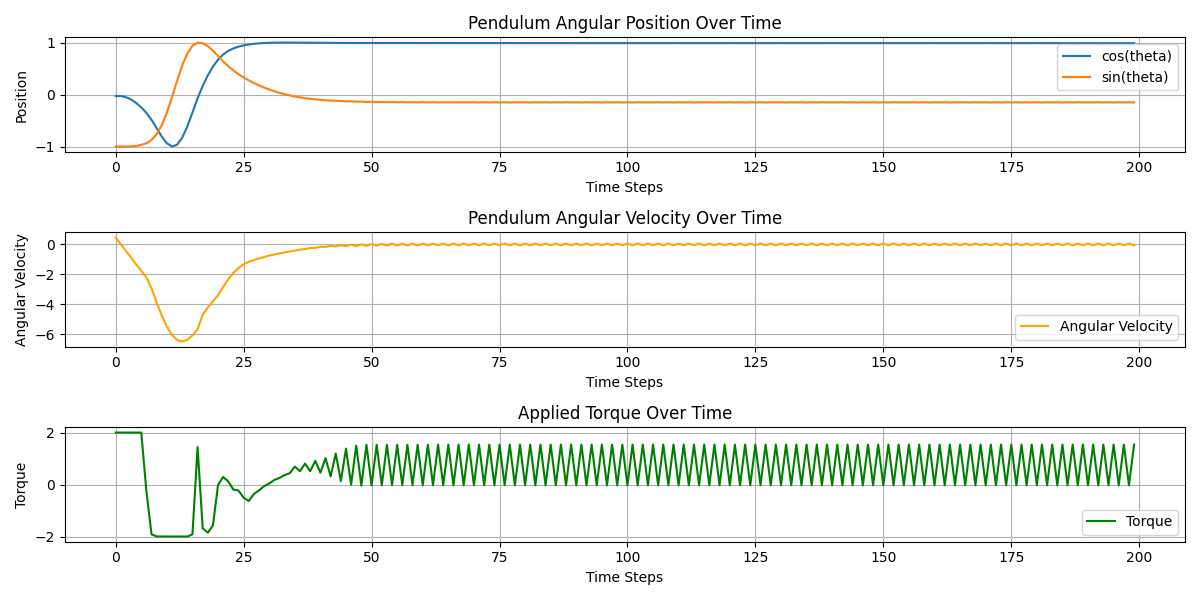 Pendulum Angular Position Over Time
Position
1
0
−1
cos(theta)
sin(theta)
0 25 50 75 100 125 150 175 200
Time Steps
Pendulum Angular Velocity Over Time
Angular Velocity
0
−2
−4
−6
Angular Velocity
0 25 50 75 100 125 150 175 200
Time Steps
Applied Torque Over Time
Torque
2
0
−2
Torque
0 25 50 75 100 125 150 175 200
Time Steps